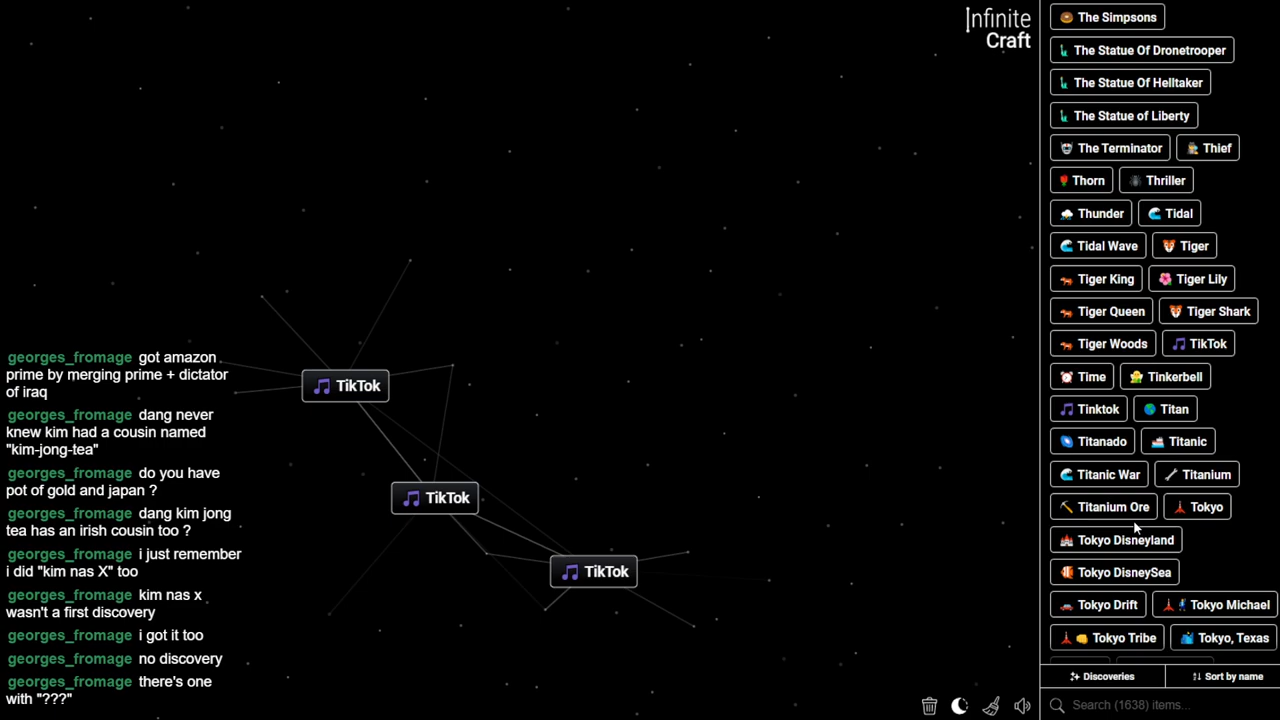 Infinite
Craft
TikTok
TikTok
TikTok
georges_fromage got amazon
prime by merging prime + dictator
of iraq
georges_fromage dang never
knew kim had a cousin named
"kim-jong-tea"
georges_fromage do you have
pot of gold and japan ?
georges_fromage dang kim jong
tea has an irish cousin too ?
georges_fromage i just remember
i did "kim nas X" too
georges_fromage kim nas x
wasn't a first discovery
georges_fromage i got it too
georges_fromage no discovery
georges_fromage there's one
with "???"
The Simpsons
The Statue Of Dronetrooper
The Statue Of Helltaker
The Statue of Liberty
The Terminator Thief
Thorn Thriller
Thunder Tidal
Tidal Wave Tiger
Tiger King Tiger Lily
Tiger Queen Tiger Shark
Tiger Woods TikTok
Time Tinkerbell
Tinktok Titan
Titanado Titanic
Titanic War Titanium
Titanium Ore Tokyo
Tokyo Disneyland
Tokyo DisneySea
Tokyo Drift Tokyo Michael
Tokyo Tribe Tokyo, Texas
Discoveries Sort by name
Search (1638) items...